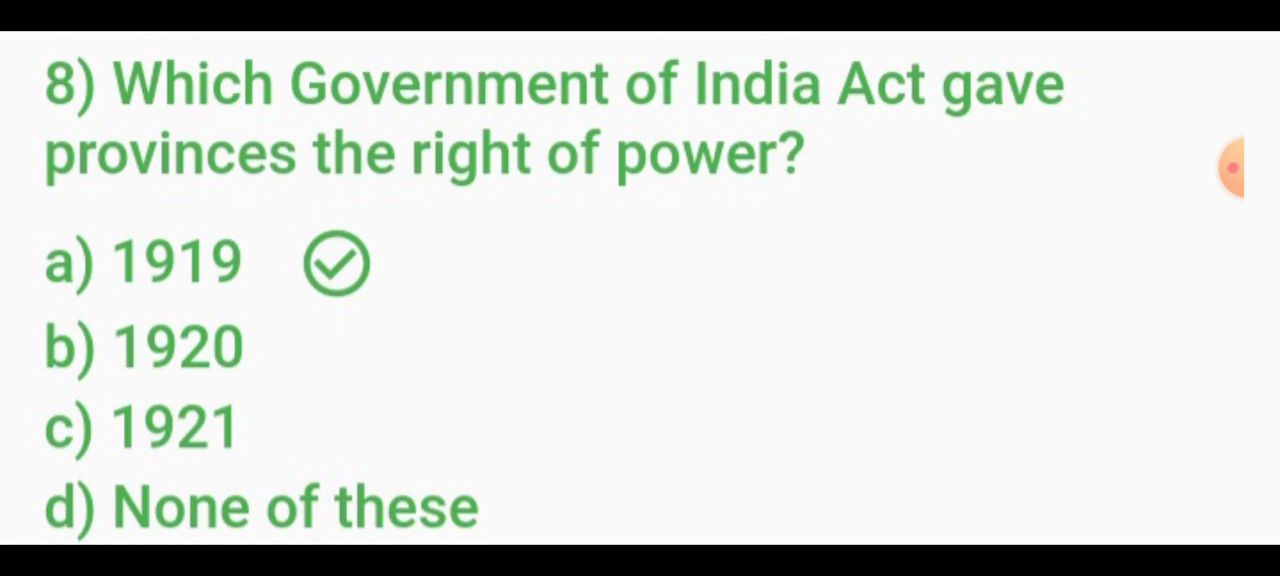 8) Which Government of India Act gave
provinces the right of power?
a) 1919
b) 1920
c) 1921
d) None of these